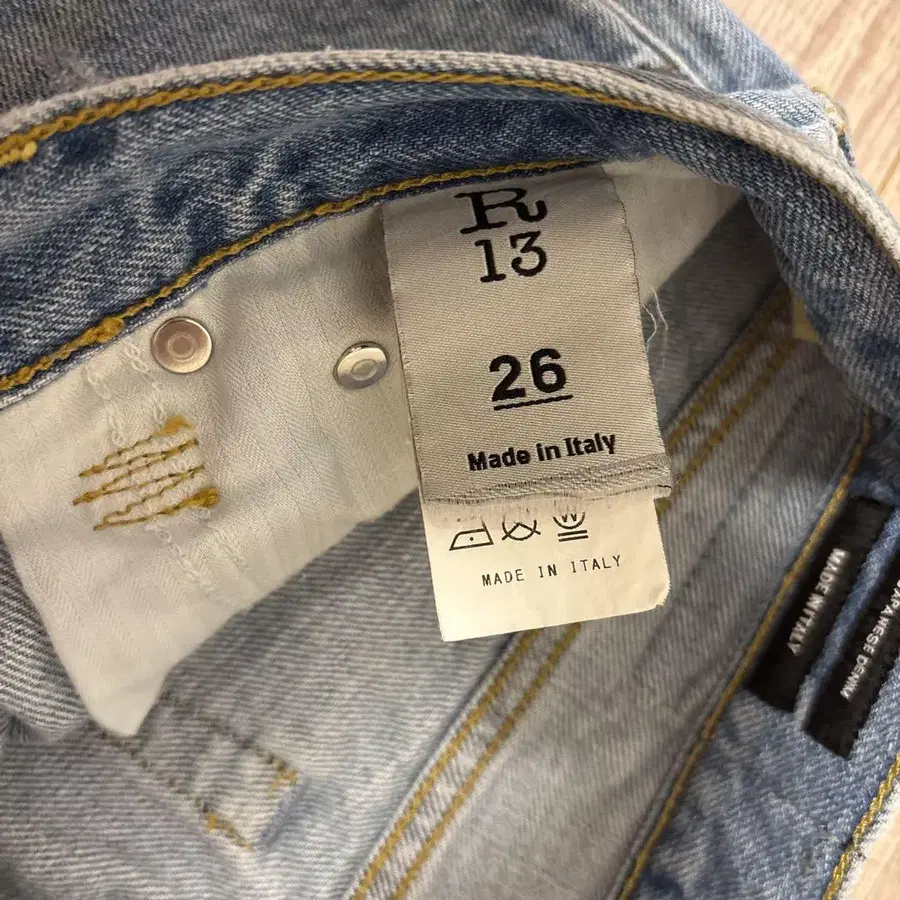 R
13
26
Made in Italy
W
MADE IN ITALY
MADE IN ITALY
JAPANESE DENIM